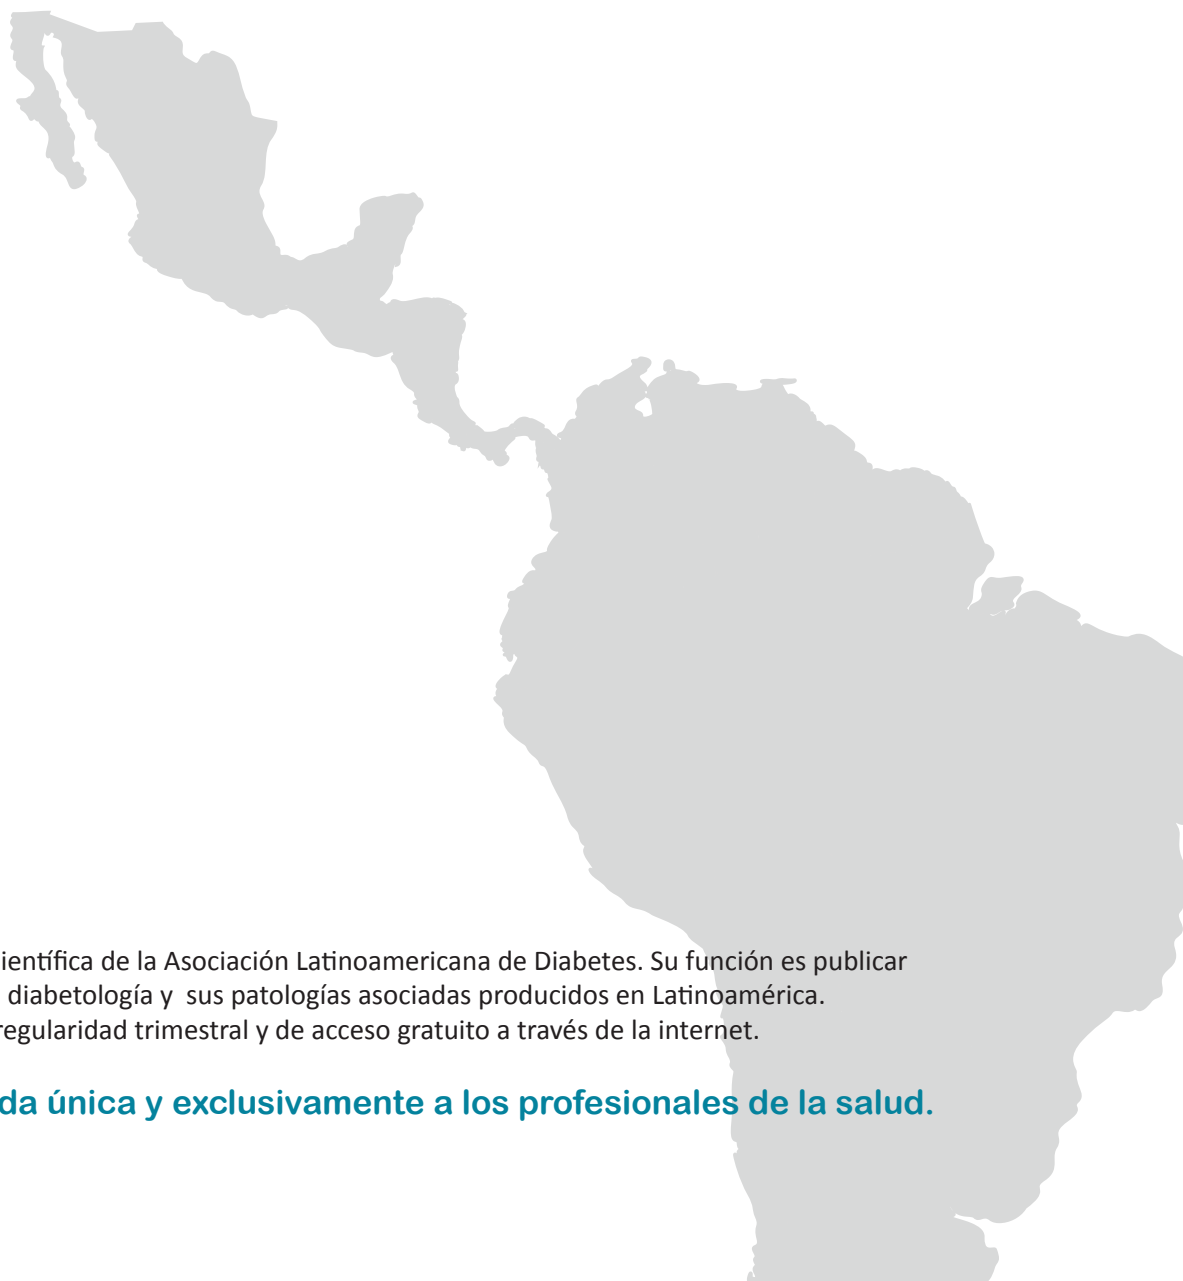 ientífica de la Asociación Latinoamericana de Diabetes. Su función es publicar
diabetología y sus patologías asociadas producidos en Latinoamérica.
regularidad trimestral y de acceso gratuito a través de la internet.
da única y exclusivamente a los profesionales de la salud.